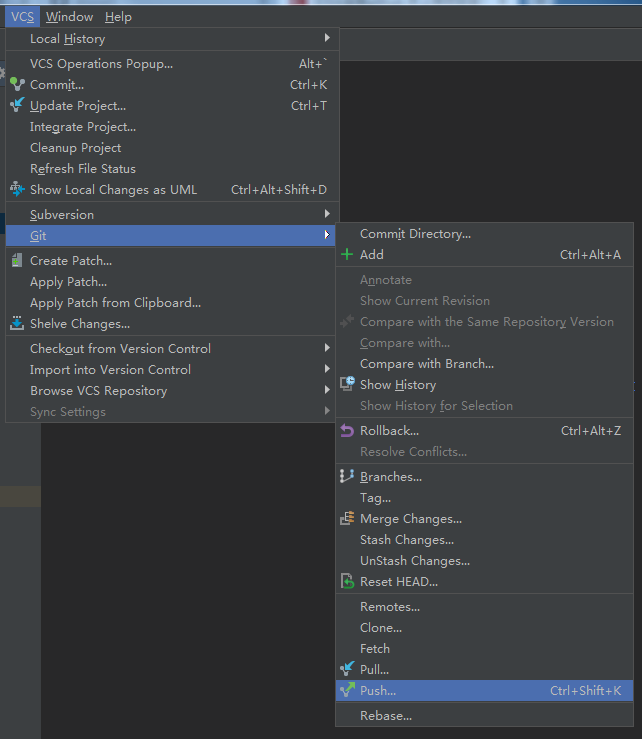 VCS Window Help
Local History
VCS Operations Popup... Alt+`
Commit... Ctrl+K
Update Project... Ctrl+T
Integrate Project...
Cleanup Project
Refresh File Status
Show Local Changes as UML Ctrl+Alt+Shift+D
Subversion
Git
Create Patch...
Apply Patch...
Apply Patch from Clipboard...
Shelve Changes...
Checkout from Version Control
Import into Version Control
Browse VCS Repository
Sync Settings
Commit Directory...
Add Ctrl+Alt+A
Annotate
Show Current Revision
Compare with the Same Repository Version
Compare with...
Compare with Branch...
Show History
Show History for Selection
Rollback... Ctrl+Alt+Z
Resolve Conflicts...
Branches...
Tag...
Merge Changes...
Stash Changes...
UnStash Changes...
Reset HEAD...
Remotes...
Clone...
Fetch
Pull...
Push... Ctrl+Shift+K
Rebase...